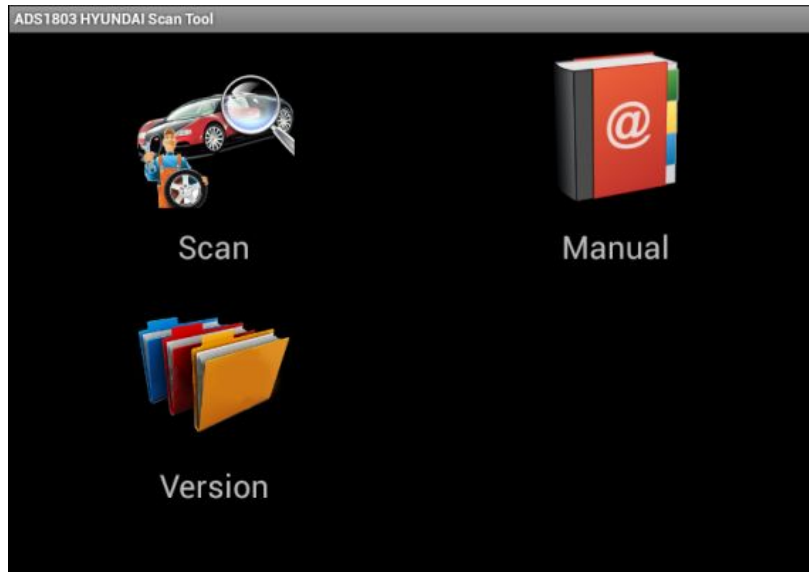 ADS1803 HYUNDAI Scan Tool
@
Scan
Manual
Version